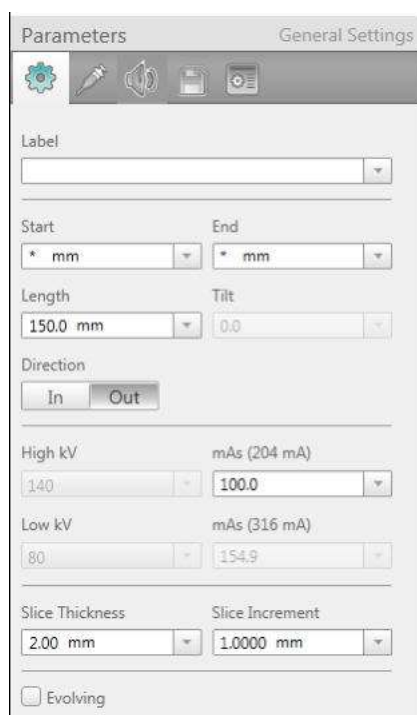 Parameters General Settings
Label
Start End
* mm * mm
Length Tilt
150.0 mm 0.0
Direction
In Out
High kV mAs (204 mA)
140 100.0
Low kV mAs (316 mA)
80 154.9
Slice Thickness Slice Increment
2.00 mm 1.0000 mm
Evolving